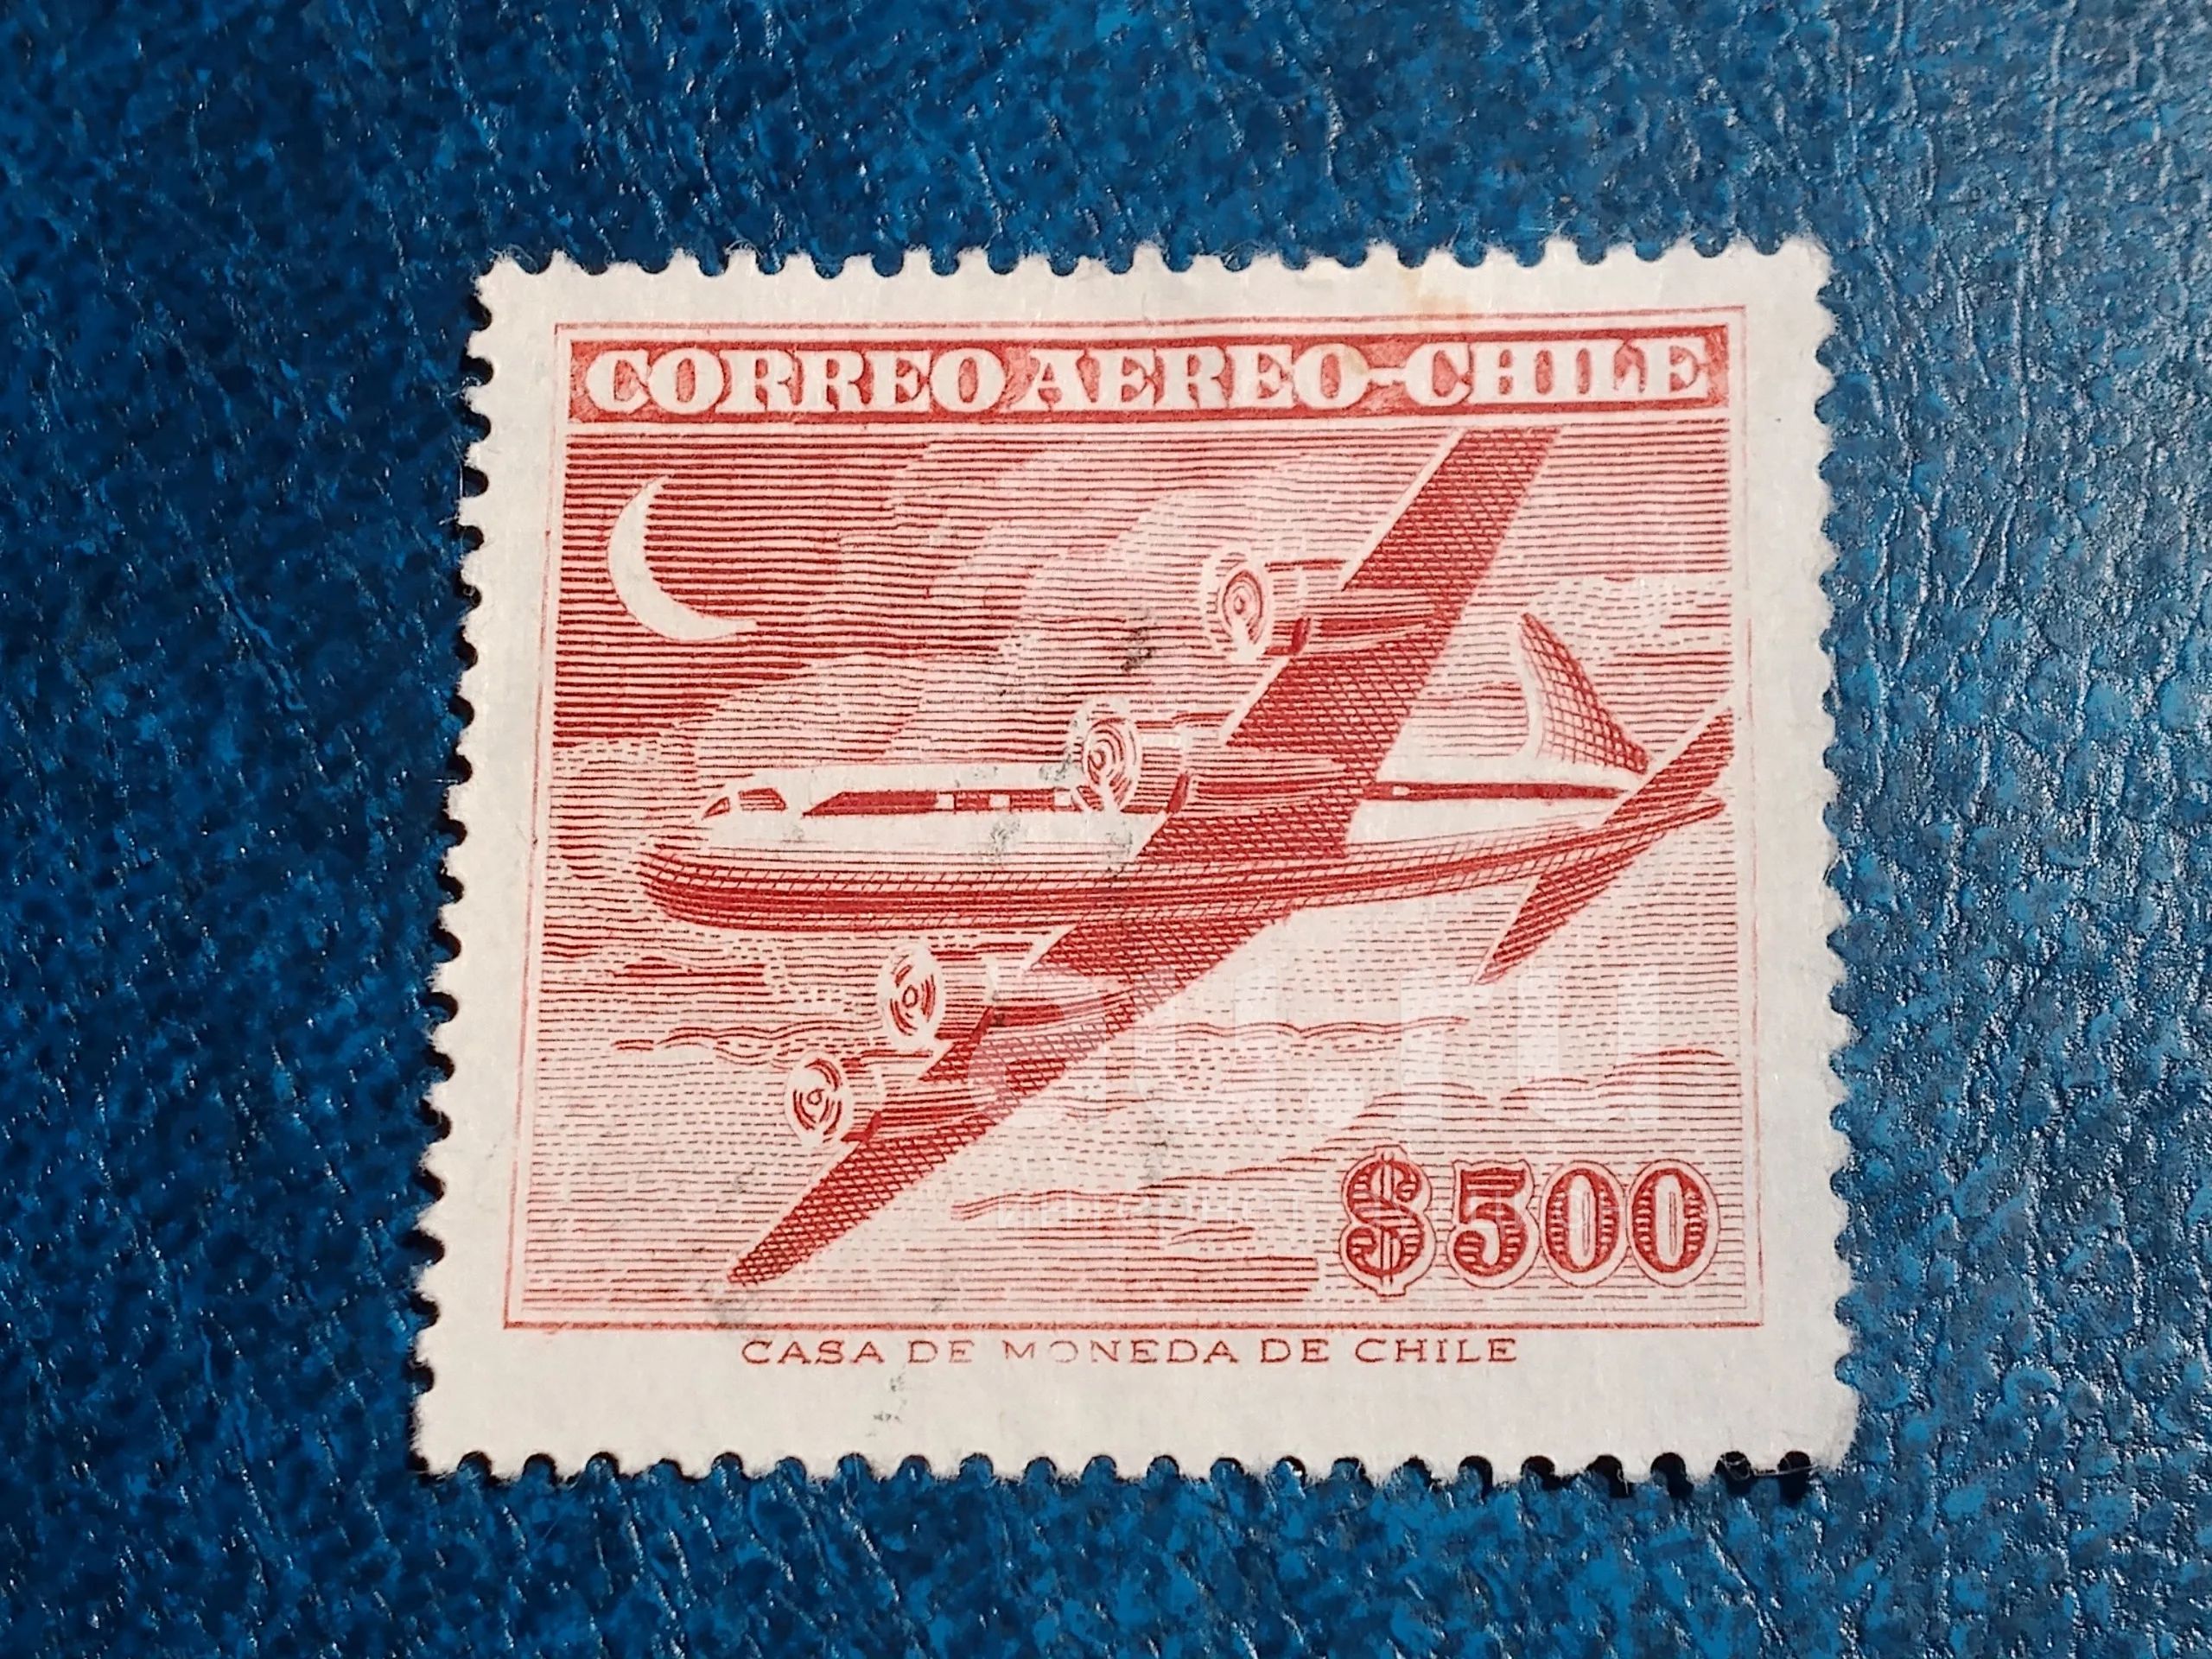 CORREO AEREO-CHILE
$500
CASA DE MONEDA DE CHILE